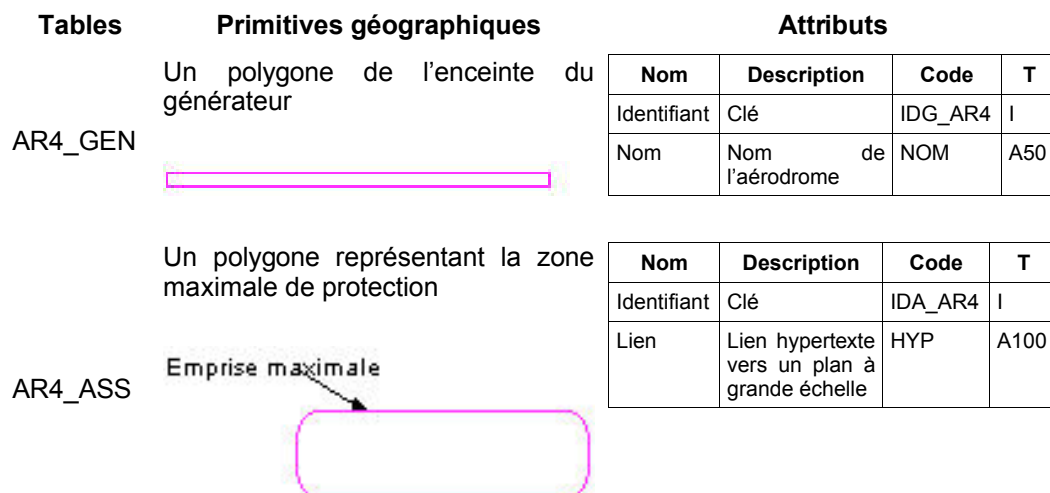 Tables Primitives géographiques Attributs
AR4_GEN
Un polygone de l’enceinte du
générateur
Nom Description Code T
Identifiant Clé IDG_AR4 I
Nom Nom de NOM A50
l’aérodrome
AR4_ASS
Un polygone représentant la zone
maximale de protection
Emprise maximale
Nom Description Code T
Identifiant Clé IDA_AR4 I
Lien Lien hypertexte HYP A100
vers un plan à
grande échelle